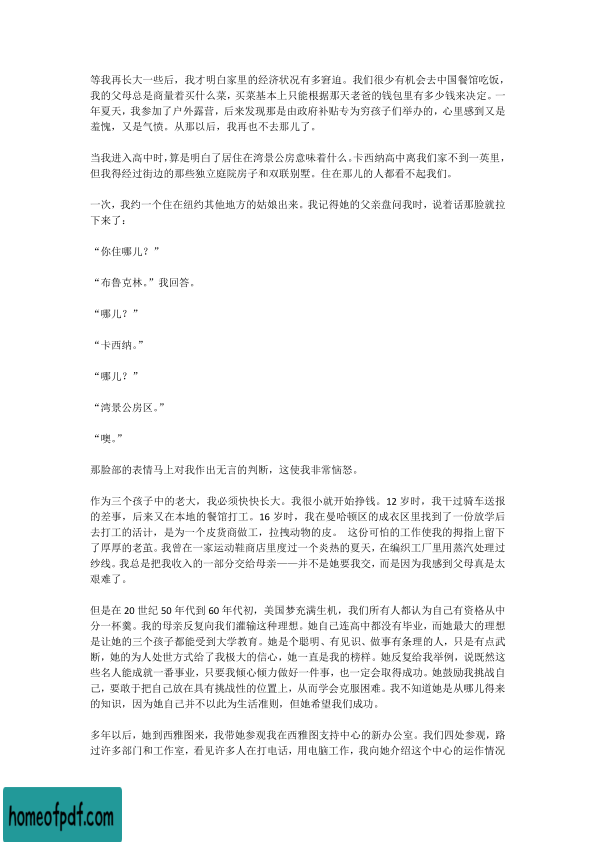 等我再长大一些后，我才明白家里的经济状况有多窘迫。我们很少有机会去中国餐馆吃饭，
我的父母总是商量着买什么菜，买菜基本上只能根据那天老爸的钱包里有多少钱来决定。一
年夏天，我参加了户外露营，后来发现那是由政府补贴专为穷孩子们举办的，心里感到又是
羞愧，又是气愤。从那以后，我再也不去那儿了。
当我进入高中时，算是明白了居住在湾景公房意味着什么。卡西纳高中离我们家不到一英里，
但我得经过街边的那些独立庭院房子和双联别墅。住在那儿的人都看不起我们。
一次，我约一个住在纽约其他地方的姑娘出来。我记得她的父亲盘问我时，说着话那脸就拉
下来了：
“你住哪儿？”
“布鲁克林。”我回答。
“哪儿？”
“卡西纳。”
“哪儿？”
“湾景公房区。”
“噢。”
那脸部的表情马上对我作出无言的判断，这使我非常恼怒。
作为三个孩子中的老大，我必须快快长大。我很小就开始挣钱。12 岁时，我干过骑车送报
的差事，后来又在本地的餐馆打工。16 岁时，我在曼哈顿区的成衣区里找到了一份放学后
去打工的活计，是为一个皮货商做工，拉拽动物的皮。 这份可怕的工作使我的拇指上留下
了厚厚的老茧。我曾在一家运动鞋商店里度过一个炎热的夏天，在编织工厂里用蒸汽处理过
纱线。我总是把我收入的一部分交给母亲——并不是她要我交，而是因为我感到父母真是太
艰难了。
但是在 20 世纪 50 年代到 60 年代初，美国梦充满生机，我们所有人都认为自己有资格从中
分一杯羹。我的母亲反复向我们灌输这种理想。她自己连高中都没有毕业，而她最大的理想
是让她的三个孩子都能受到大学教育。她是个聪明、有见识、做事有条理的人，只是有点武
断，她的为人处世方式给了我极大的信心，她一直是我的榜样。她反复给我举例，说既然这
些名人能成就一番事业，只要我倾心倾力做好一件事，也一定会取得成功。她鼓励我挑战自
己，要敢于把自己放在具有挑战性的位置上，从而学会克服困难。我不知道她是从哪儿得来
的知识，因为她自己并不以此为生活准则，但她希望我们成功。
多年以后，她到西雅图来，我带她参观我在西雅图支持中心的新办公室。我们四处参观，路
过许多部门和工作室，看见许多人在打电话，用电脑工作，我向她介绍这个中心的运作情况
homeofpdf.com